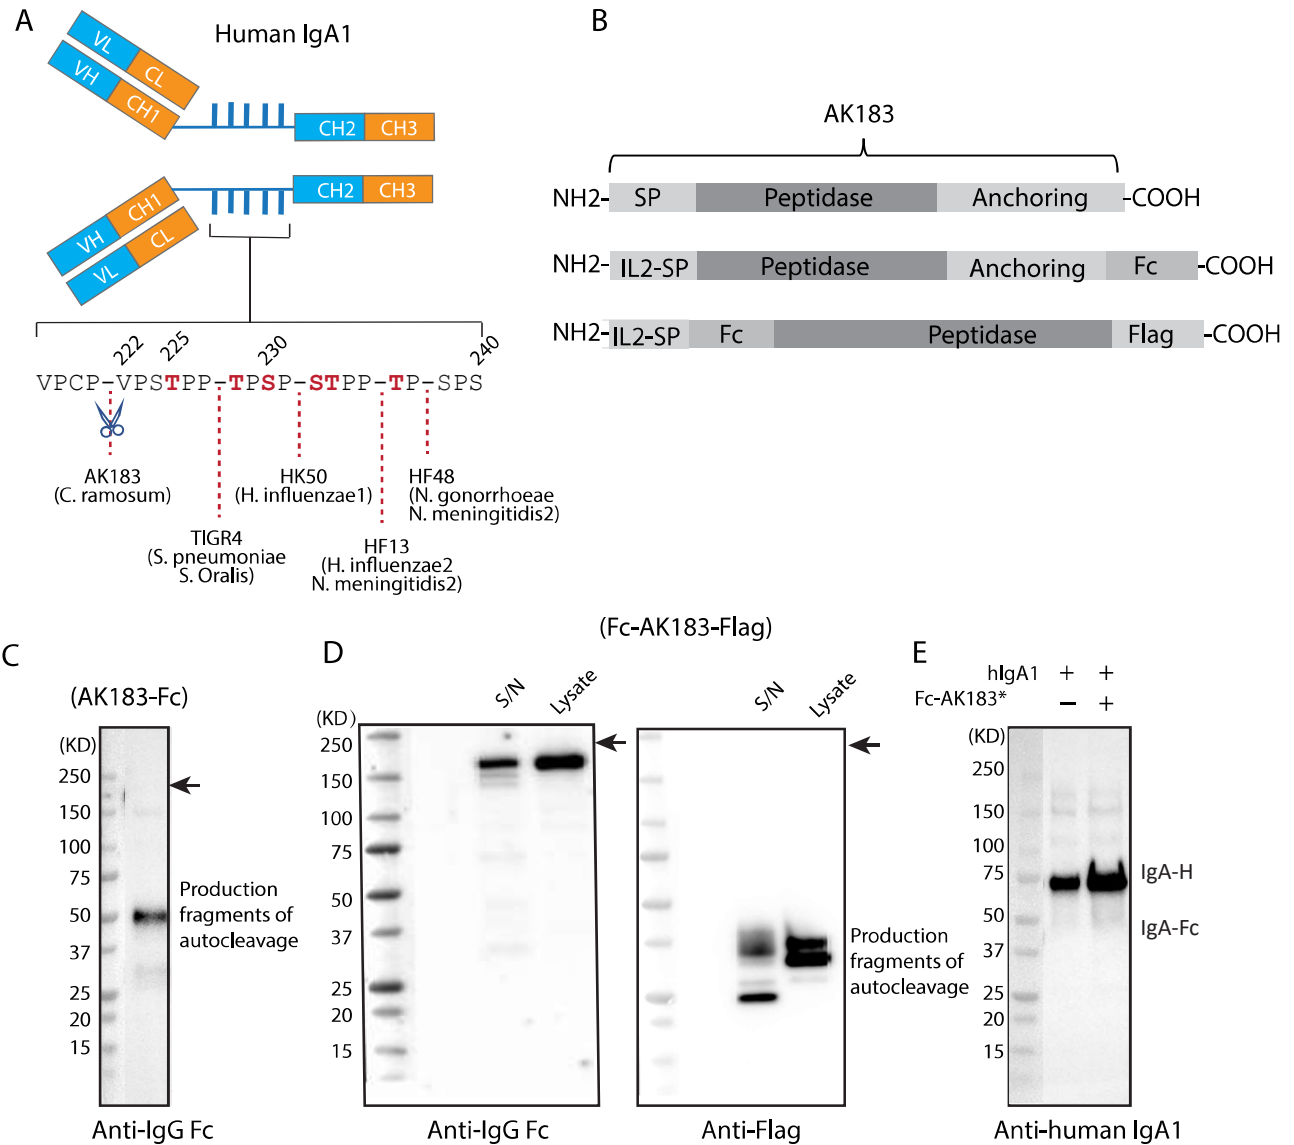 A
Human IgA1
VL
CL
VH
CH1
CH2
CH3
CH1
VH
CL
VL
CH2
CH3
222
225
230
240
VPCP-VPSTPP-TPSP-STPP-TP-SPS
AK183
(C. ramosum)
TIGR4
(S. pneumoniae
S. Oralis)
HK50
(H. influenzae1)
HF13
(H. influenzae2
N. meningitidis2)
HF48
(N. gonorrhoeae
N. meningitidis2)
B
AK183
NH2- SP Peptidase Anchoring -COOH
NH2- IL2-SP Peptidase Anchoring Fc -COOH
NH2- IL2-SP Fc Peptidase Flag -COOH
C
(AK183-Fc)
(KD)
250
150
100
75
50
37
25
20
15
Production
fragments of
autocleavage
Anti-IgG Fc
D
(Fc-AK183-Flag)
S/N
Lysate
(KD)
250
150
100
75
50
37
25
20
15
Anti-IgG Fc
S/N
Lysate
Production
fragments of
autocleavage
Anti-Flag
E
hIgA1 + +
Fc-AK183* − +
(KD)
250
150
100
75
50
37
25
20
15
IgA-H
IgA-Fc
Anti-human IgA1